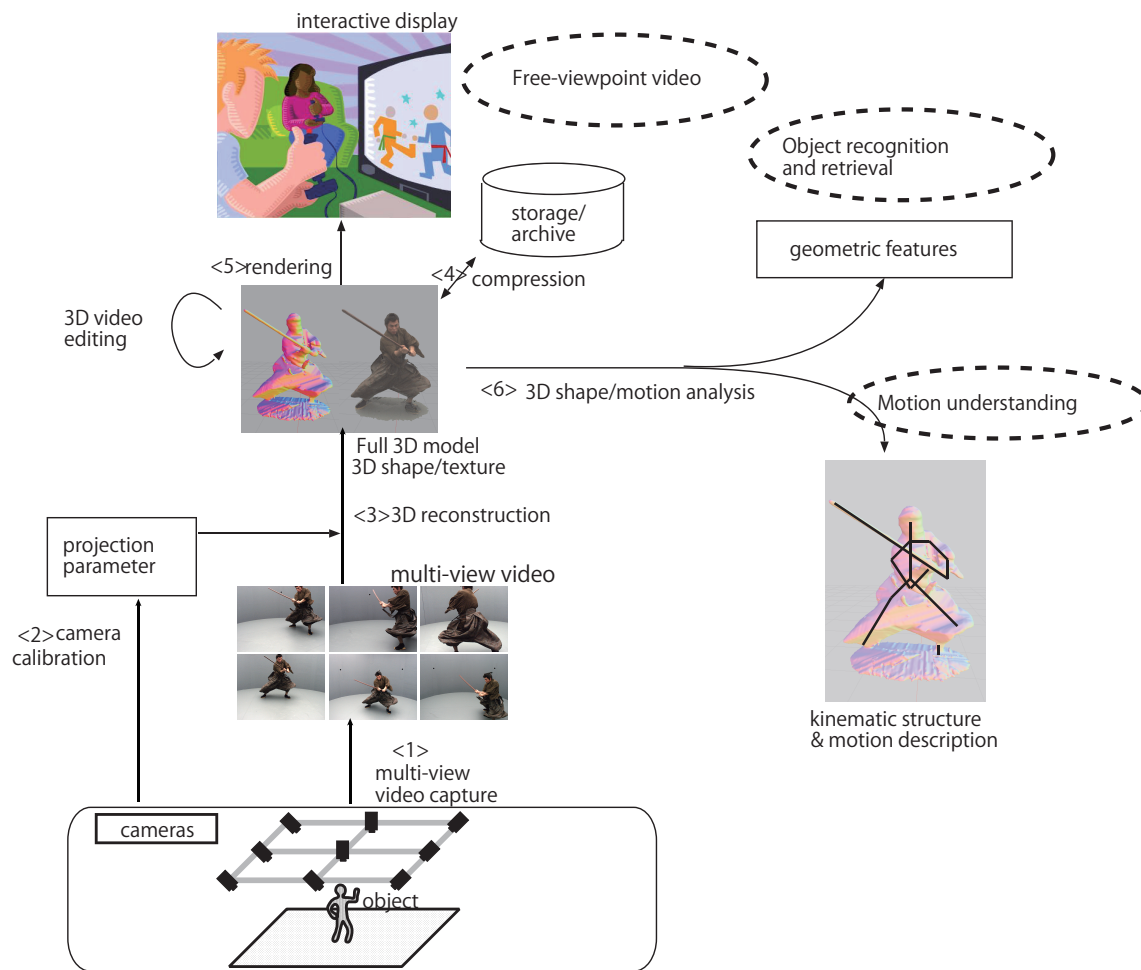 interactive display
Free-viewpoint video
Object recognition
and retrieval
storage/
archive
geometric features
<5>rendering
<4> compression
3D video
editing
<6> 3D shape/motion analysis
Motion understanding
Full 3D model
3D shape/texture
<3>3D reconstruction
projection
parameter
multi-view video
<2>camera
calibration
kinematic structure
& motion description
<1>
multi-view
video capture
cameras
object